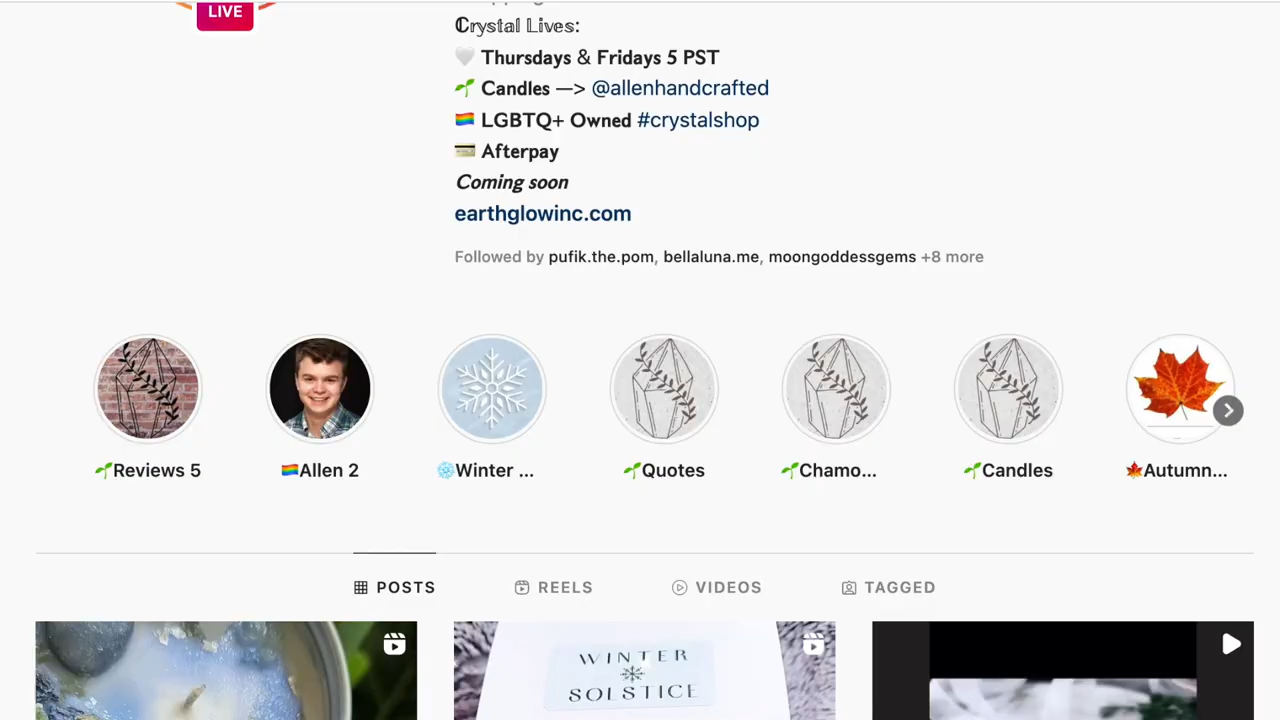 LIVE
Crystal Lives:
🤍 Thursdays & Fridays 5 PST
🌱 Candles —> @allenhandcrafted
🏳️‍🌈 LGBTQ+ Owned #crystalshop
💳 Afterpay
Coming soon
earthglowinc.com
Followed by pufik.the.pom, bellaluna.me, moongoddessgems +8 more
🌱Reviews 5
🏳️‍🌈Allen 2
❄️Winter ...
🌱Quotes
🌱Chamo...
🌱Candles
🍁Autumn...
POSTS
REELS
VIDEOS
TAGGED
WINTER
SOLSTICE